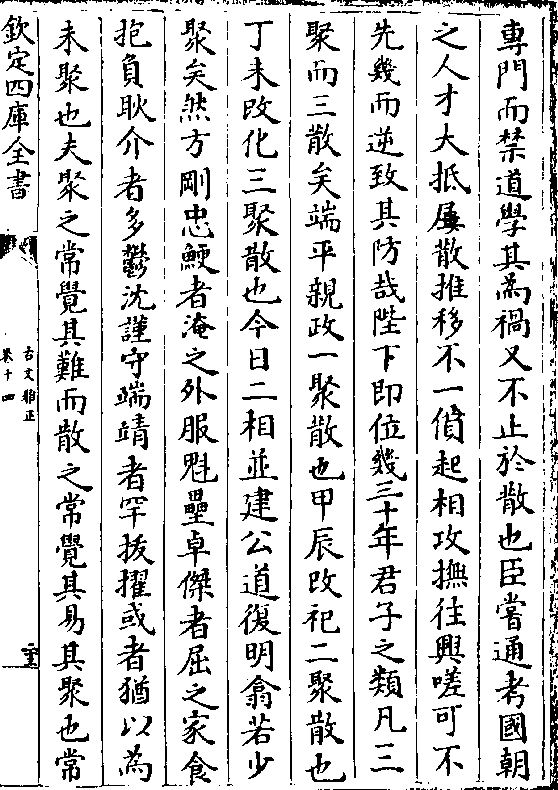 專門而禁道學其為禍又不止於散也臣嘗通考國朝
之人才大抵屢散推移不一僨起相攻撫往興嗟可不
先幾而逆致其防哉陛下即位幾三十年君子之類凡三
聚而三散矣端平親政一聚散也甲辰改祀二聚散也
丁未改化三聚散也今日二相並建公道復明翕若少
聚矣然方剛忠鯁者淹之外服魁壘卓傑者屈之家食
抱負耿介者多鬱沈謹守端靖者罕拔擢或者猶以為
未聚也夫聚之常覺其難而散之常覺其易其聚也常
欽定四庫全書
古文雅正
卷十四